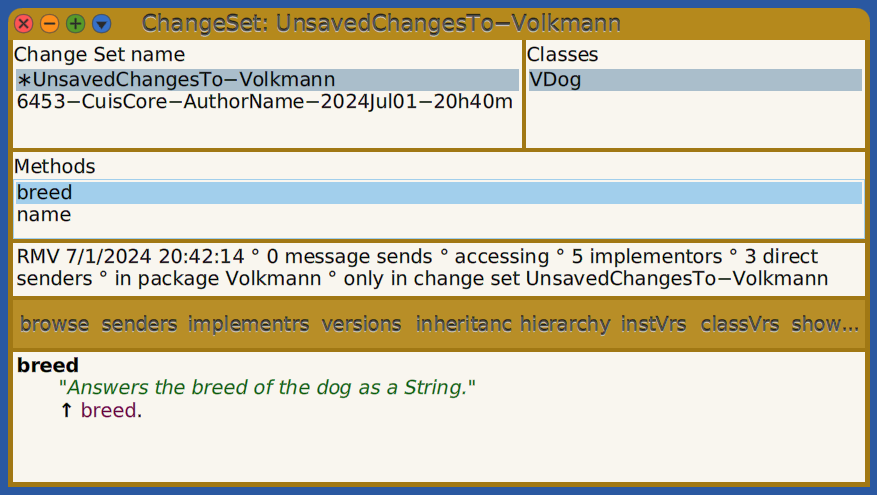 ChangeSet: UnsavedChangesTo−Volkmann
Change Set name
∗UnsavedChangesTo−Volkmann
6453−CuisCore−AuthorName−2024Jul01−20h40m
Classes
VDog
Methods
breed
name
RMV 7/1/2024 20:42:14 ° 0 message sends ° accessing ° 5 implementors ° 3 direct
senders ° in package Volkmann ° only in change set UnsavedChangesTo−Volkmann
browse senders implementrs versions inheritanc hierarchy instVrs classVrs show...
breed
"Answers the breed of the dog as a String."
↑ breed.